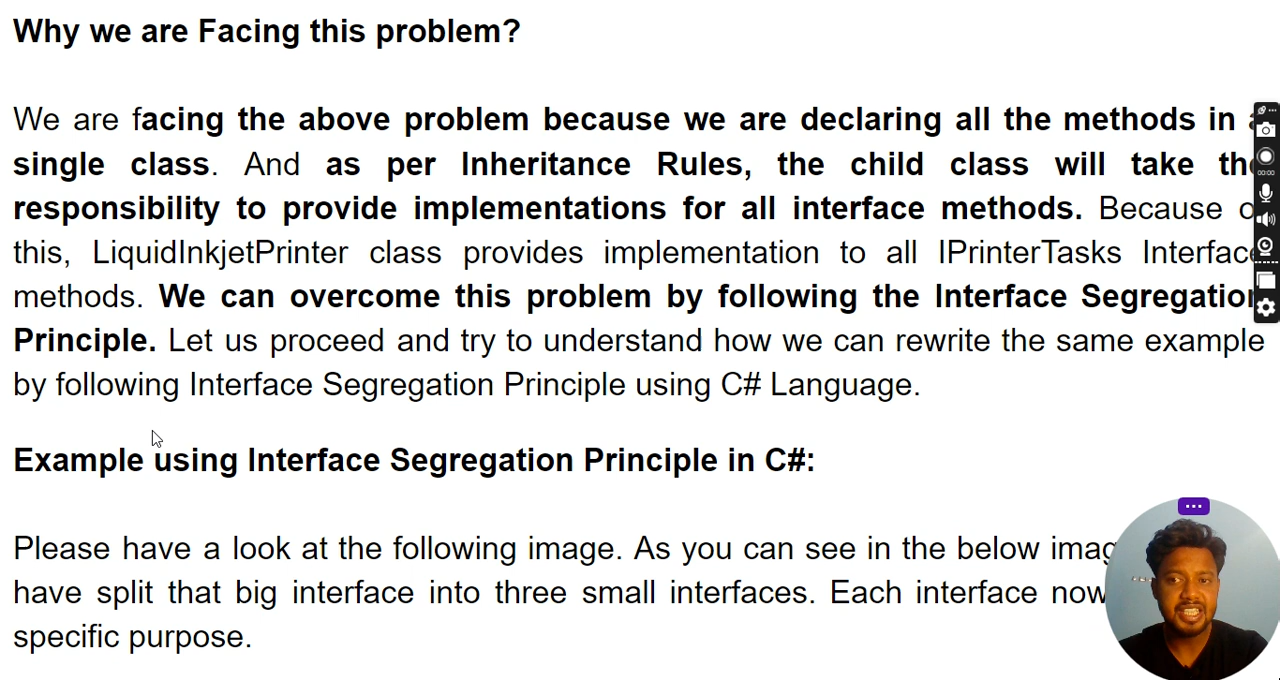 Why we are Facing this problem?
We are facing the above problem because we are declaring all the methods in
single class. And as per Inheritance Rules, the child class will take the
responsibility to provide implementations for all interface methods. Because
this, LiquidInkjetPrinter class provides implementation to all IPrinterTasks Interface
methods. We can overcome this problem by following the Interface Segregation
Principle. Let us proceed and try to understand how we can rewrite the same example
by following Interface Segregation Principle using C# Language.
Example using Interface Segregation Principle in C#:
Please have a look at the following image. As you can see in the below
have split that big interface into three small interfaces. Each interface now
specific purpose.
00:00